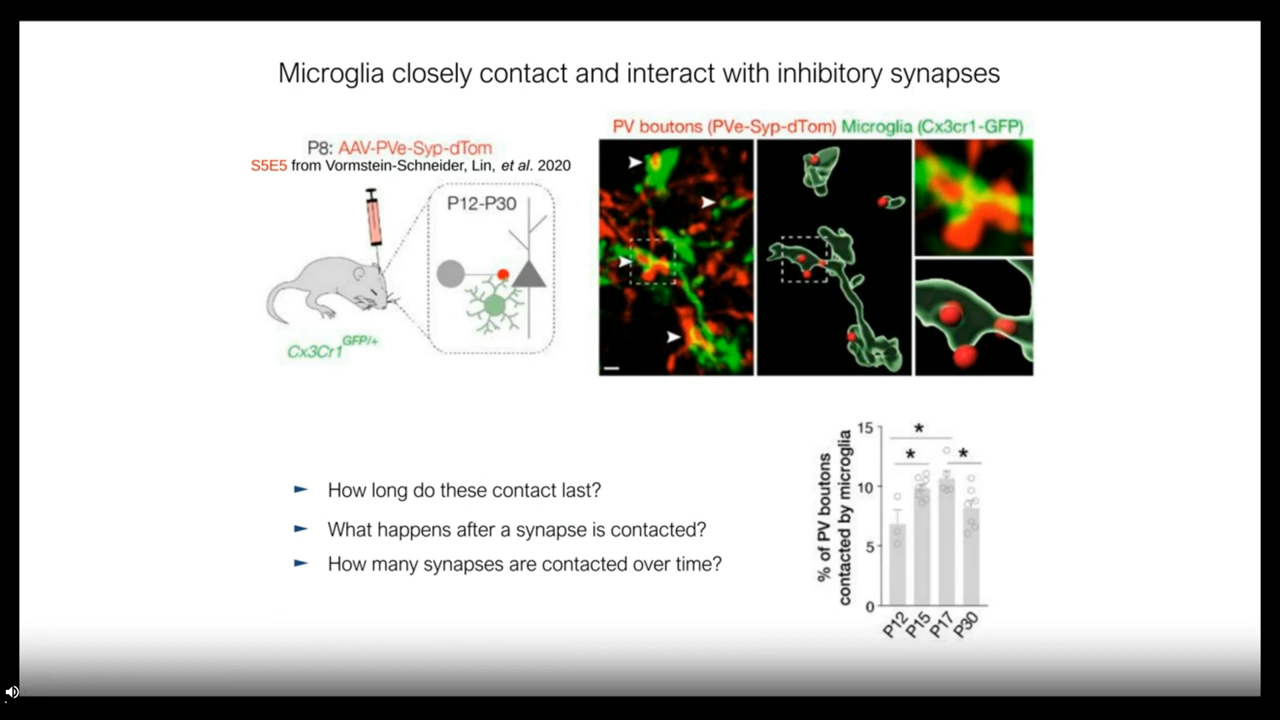 Microglia closely contact and interact with inhibitory synapses
P8: AAV-PVe-Syp-dTom
S5E5 from Vormstein-Schneider, Lin, et al. 2020
P12-P30
Cx3Cr1GFP/+
PV boutons (PVe-Syp-dTom) Microglia (Cx3cr1-GFP)
How long do these contact last?
What happens after a synapse is contacted?
How many synapses are contacted over time?
% of PV boutons
contacted by microglia
15
10
5
0
* 
* *
P12 P15 P17 P30